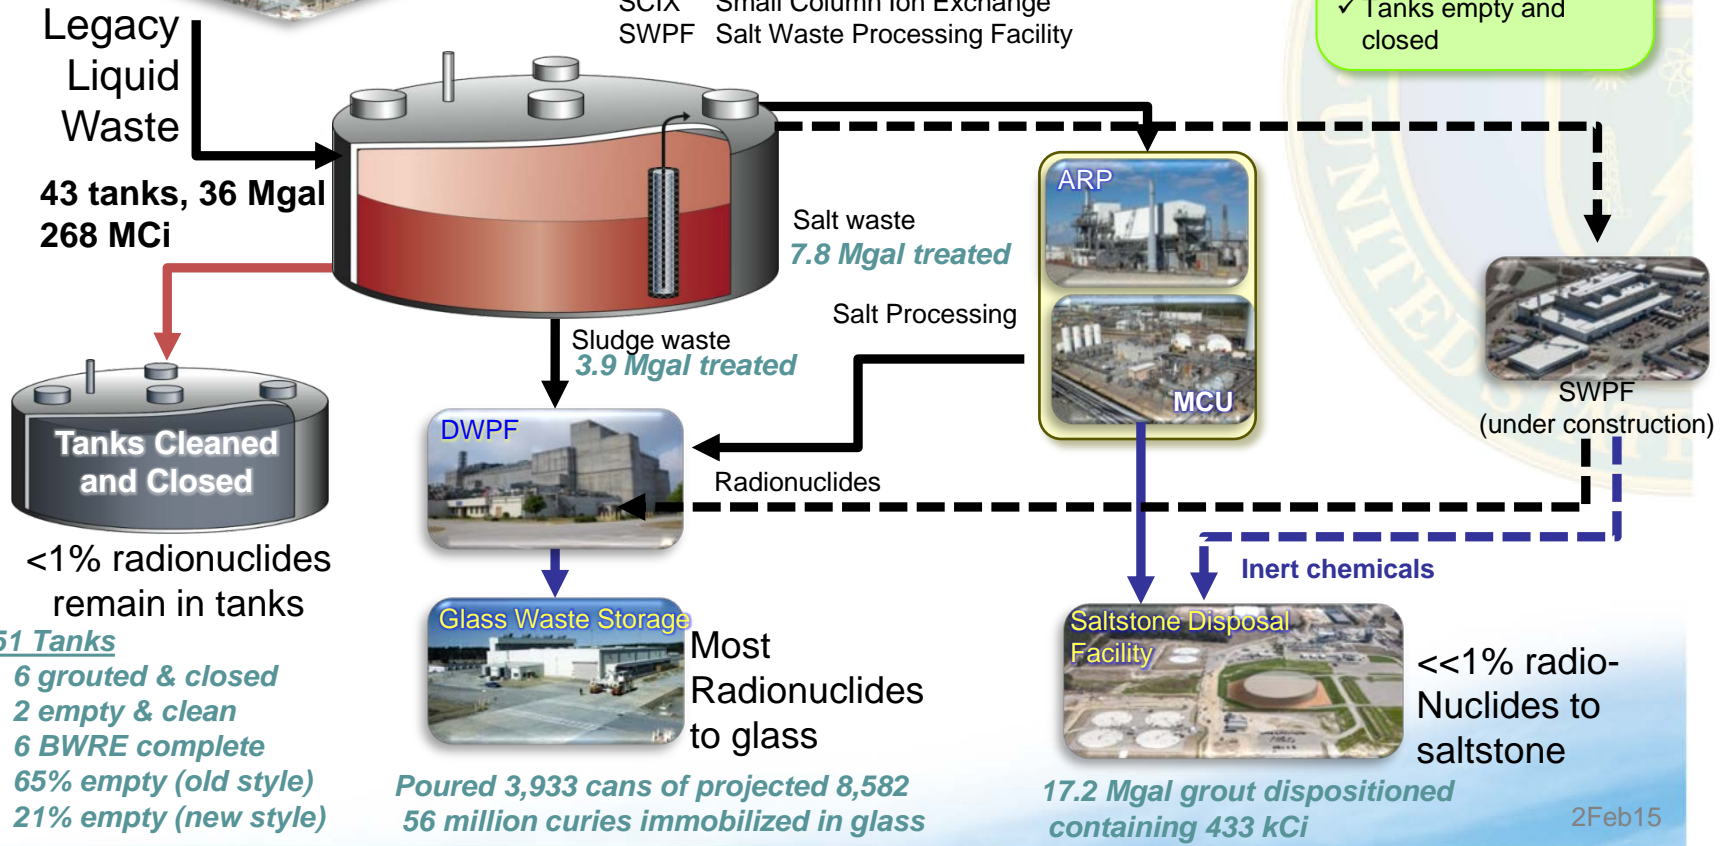 SCIX Small Column Ion Exchange
SWPF Salt Waste Processing Facility
✓ Tanks empty and
closed
Legacy
Liquid
Waste
43 tanks, 36 Mgal
268 MCi
Salt waste
7.8 Mgal treated
ARP
MCU
Salt Processing
Sludge waste
3.9 Mgal treated
SWPF
(under construction)
DWPF
Radionuclides
Tanks Cleaned
and Closed
<1% radionuclides
remain in tanks
51 Tanks
6 grouted & closed
2 empty & clean
6 BWRE complete
65% empty (old style)
21% empty (new style)
Glass Waste Storage
Most
Radionuclides
to glass
Poured 3,933 cans of projected 8,582
56 million curies immobilized in glass
Inert chemicals
Saltstone Disposal
Facility
<<1% radio-
Nuclides to
saltstone
17.2 Mgal grout dispositioned
containing 433 kCi
2Feb15
UNITED STATES